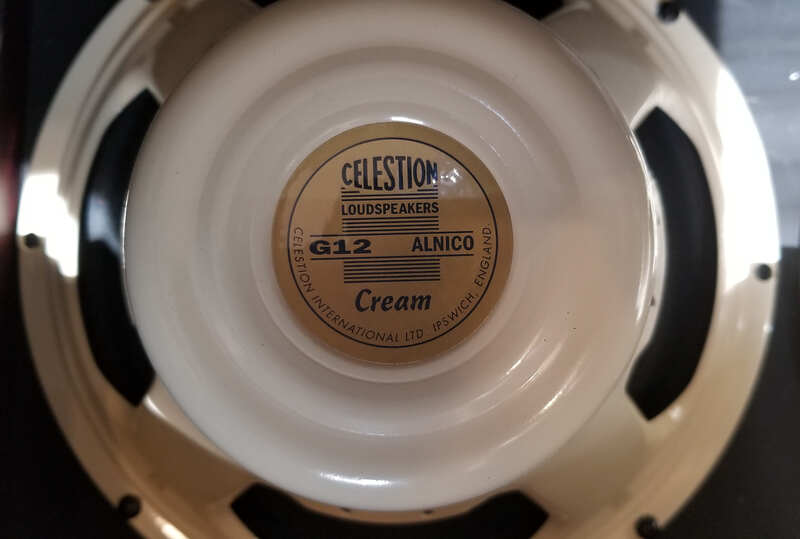 CELESTION
LOUDSPEAKERS
G12 ALNICO
Cream
CELESTION INTERNATIONAL LTD. IPSWICH, ENGLAND.